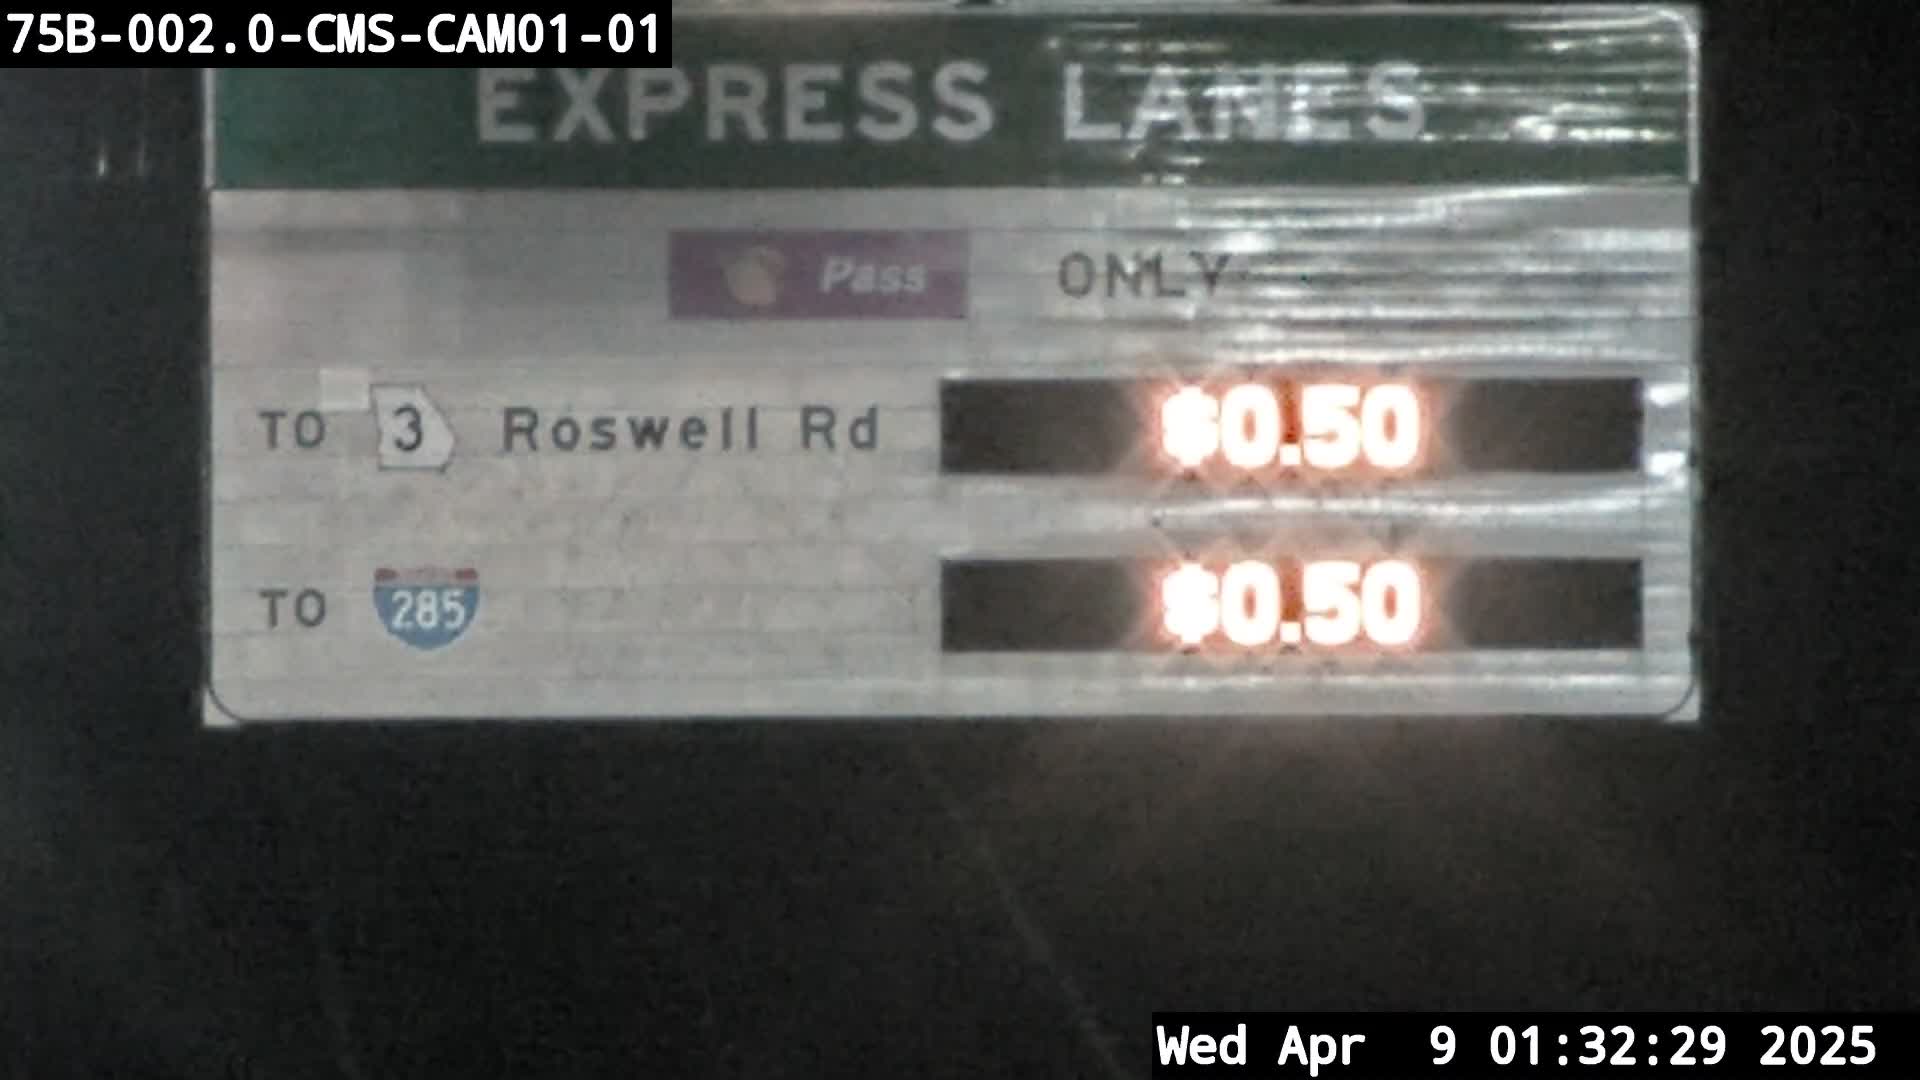 75B-002.0-CMS-CAM01-01
EXPRESS LANES
Pass ONLY
TO 3 Roswell Rd $0.50
TO 285 $0.50
Wed Apr 9 01:32:29 2025